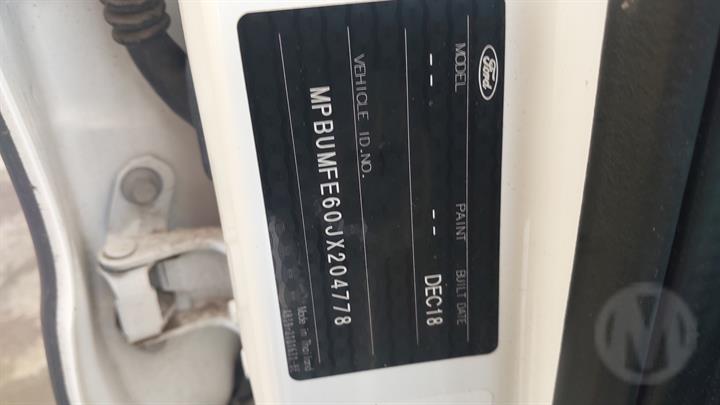 Ford
MODEL PAINT BUILT DATE
-- -- DEC18
VEHICLE ID.NO.
MPBUMFE60JX204778
Made in Thailand
M